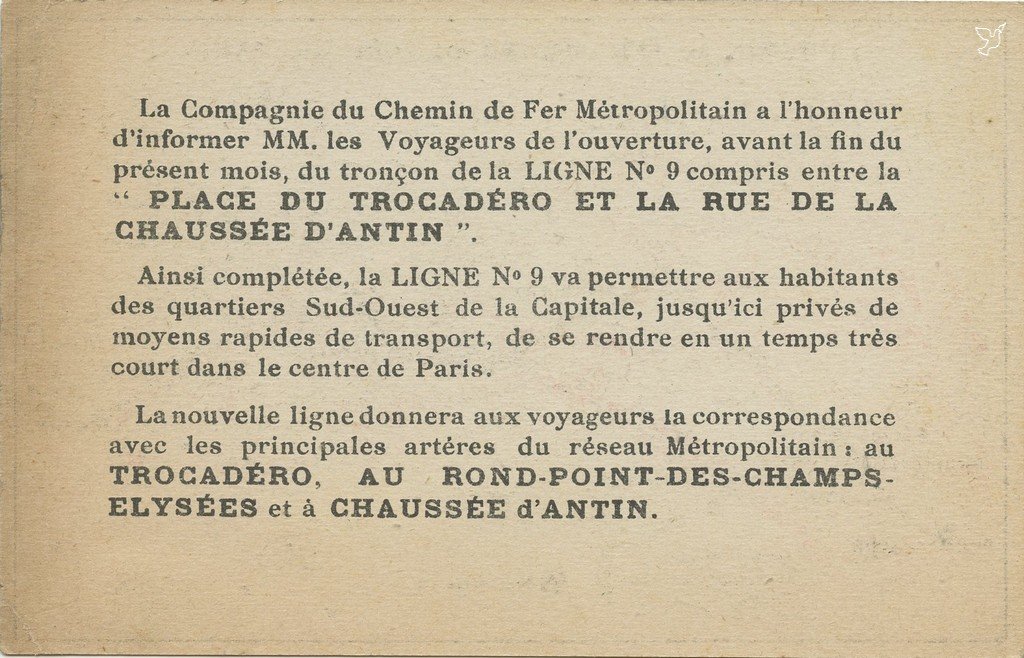 La Compagnie du Chemin de Fer Métropolitain a l'honneur
d'informer MM. les Voyageurs de l'ouverture, avant la fin du
présent mois, du tronçon de la LIGNE Nº 9 compris entre la
“ PLACE DU TROCADÉRO ET LA RUE DE LA
CHAUSSÉE D'ANTIN ”.
Ainsi complétée, la LIGNE Nº 9 va permettre aux habitants
des quartiers Sud-Ouest de la Capitale, jusqu'ici privés de
moyens rapides de transport, de se rendre en un temps très
court dans le centre de Paris.
La nouvelle ligne donnera aux voyageurs la correspondance
avec les principales artéres du réseau Métropolitain : au
TROCADÉRO, AU ROND-POINT-DES-CHAMPS-
ELYSÉES et à CHAUSSÉE d'ANTIN.